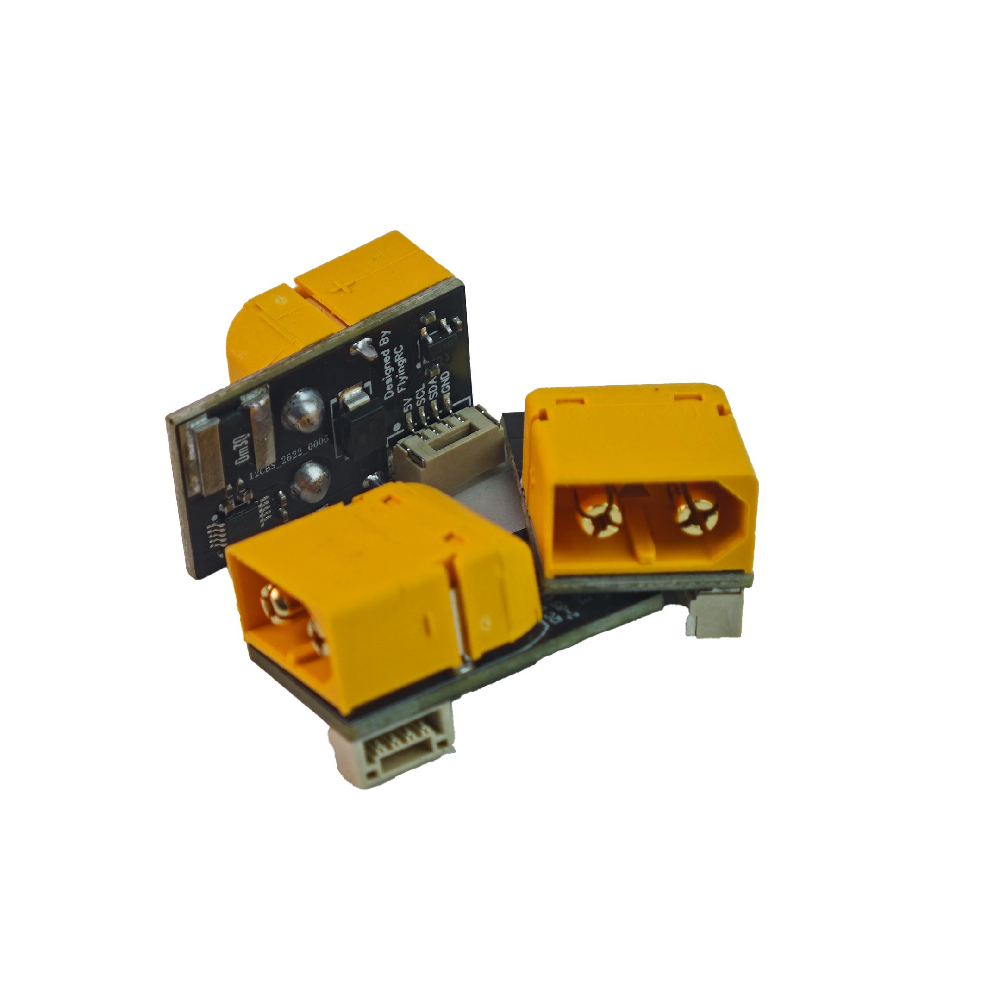 Designed By
FlyingRC
5V
SCL
SDA
GND
0m3Ω
I2CBS_2622_0006
+
-